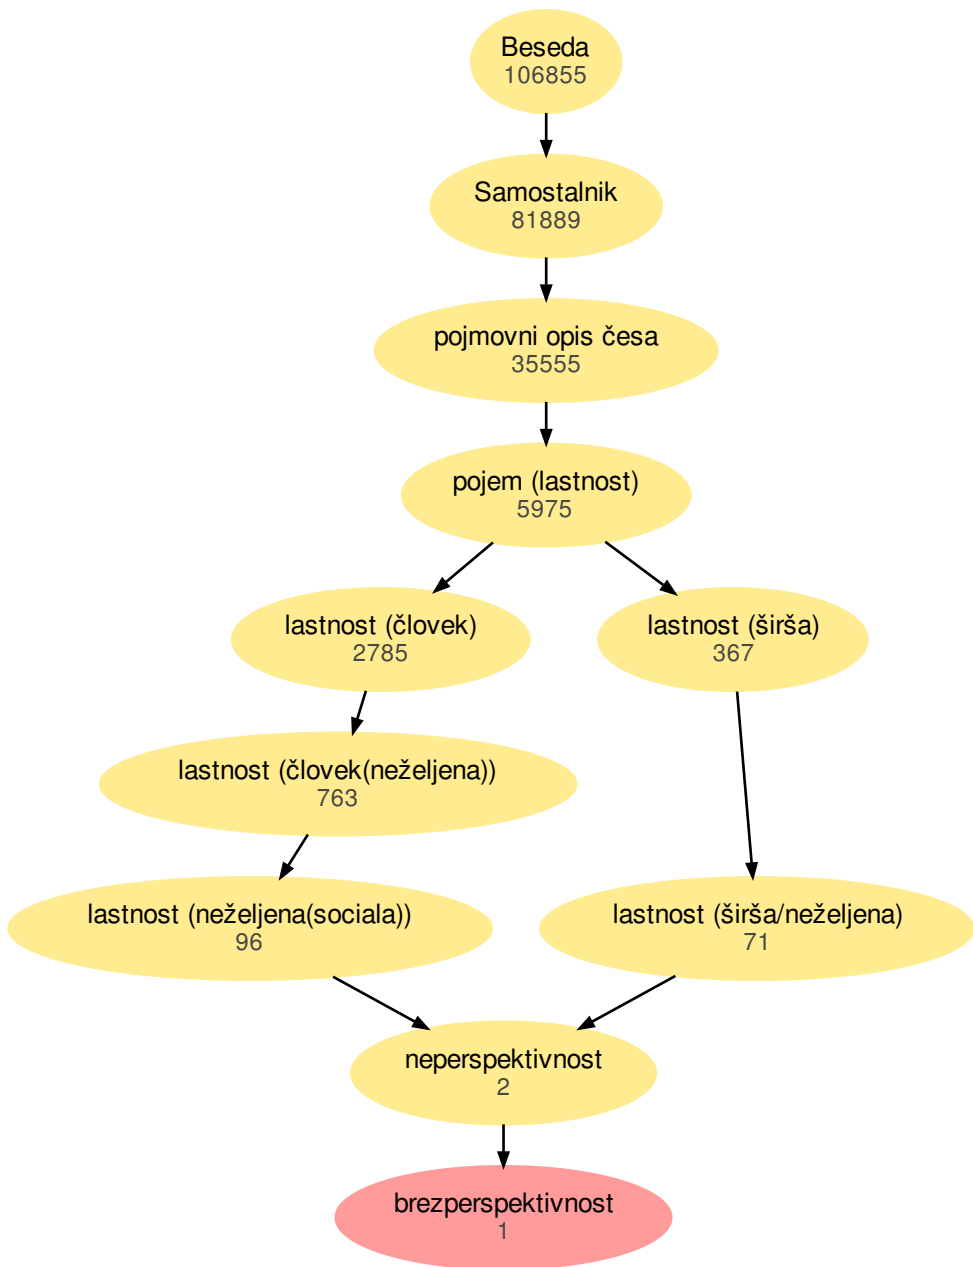 Beseda
106855
Samostalnik
81889
pojmovni opis česa
35555
pojem (lastnost)
5975
lastnost (človek)
2785
lastnost (širša)
367
lastnost (človek(neželjena))
763
lastnost (neželjena(sociala))
96
lastnost (širša/neželjena)
71
neperspektivnost
2
brezperspektivnost
1